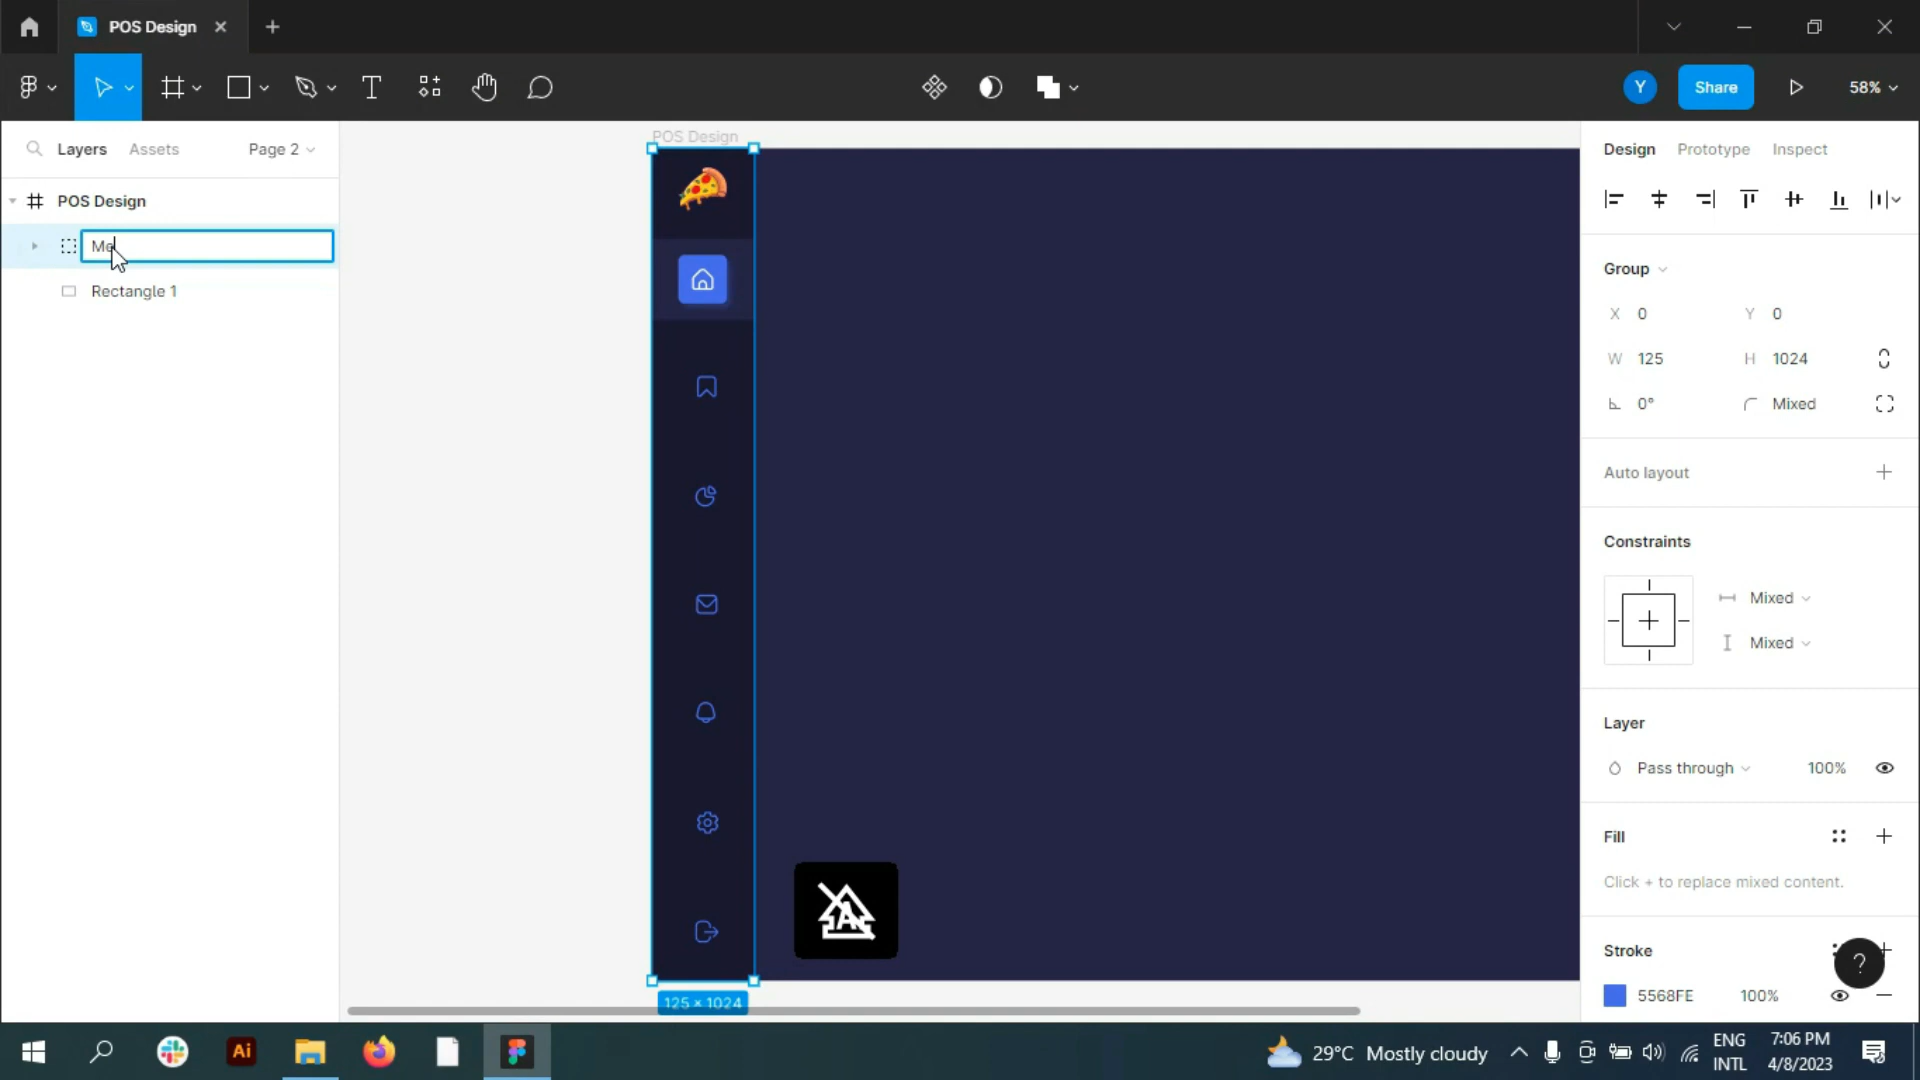 POS Design
Y
Share
58%
Layers
Assets
Page 2
POS Design
Me
Rectangle 1
POS Design
125 × 1024
A
Design
Prototype
Inspect
Group
X 0
Y 0
W 125
H 1024
0°
Mixed
Auto layout
Constraints
Mixed
Mixed
Layer
Pass through
100%
Fill
Click + to replace mixed content.
Stroke
?
5568FE
100%
Ai
29°C Mostly cloudy
ENG
INTL
7:06 PM
4/8/2023